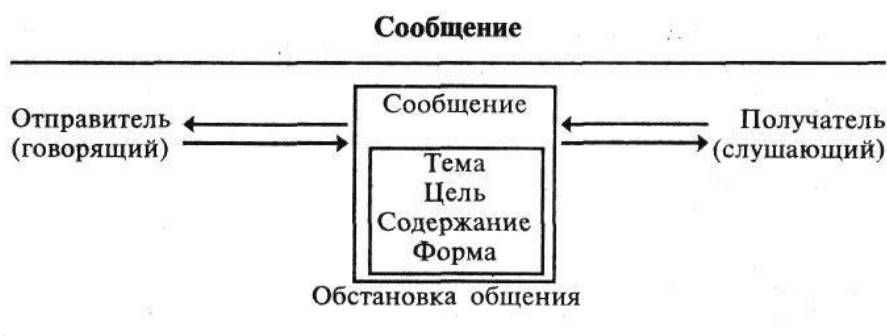 Сообщение
Сообщение
Отправитель
(говорящий)
Получатель
(слушающий)
Тема
Цель
Содержание
Форма
Обстановка общения